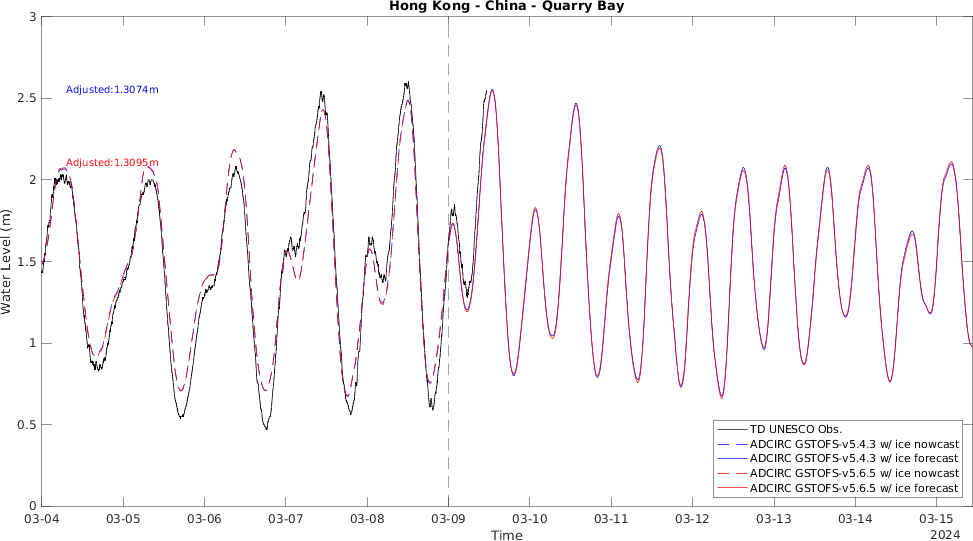 Hong Kong - China - Quarry Bay
3
2.5
2
1.5
1
0.5
0
Water Level (m)
Adjusted:1.3074m
Adjusted:1.3095m
TD UNESCO Obs.
ADCIRC GSTOFS-v5.4.3 w/ ice nowcast
ADCIRC GSTOFS-v5.4.3 w/ ice forecast
ADCIRC GSTOFS-v5.6.5 w/ ice nowcast
ADCIRC GSTOFS-v5.6.5 w/ ice forecast
03-04 03-05 03-06 03-07 03-08 03-09 03-10 03-11 03-12 03-13 03-14 03-15
Time
2024